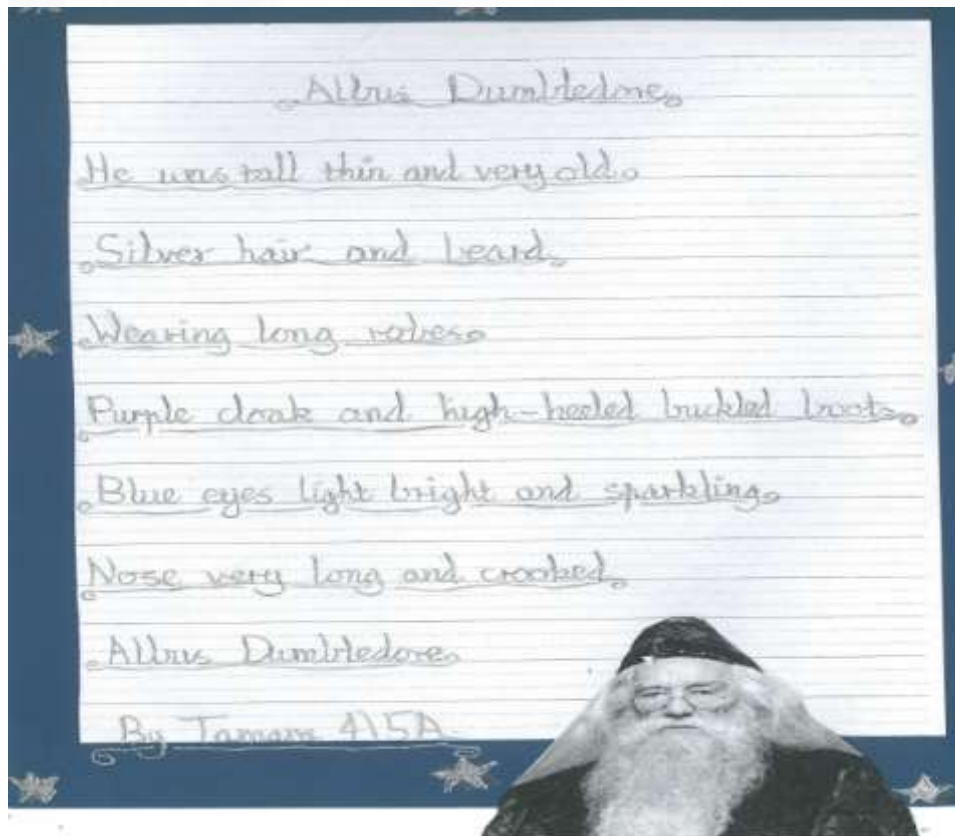 Albus Dumbledore
He was tall thin and very old.
Silver hair and beard.
Wearing long robes
Purple cloak and high-heeled buckled boots
Blue eyes light bright and sparkling
Nose very long and crooked
Albus Dumbledore
By Tamara 4\5A